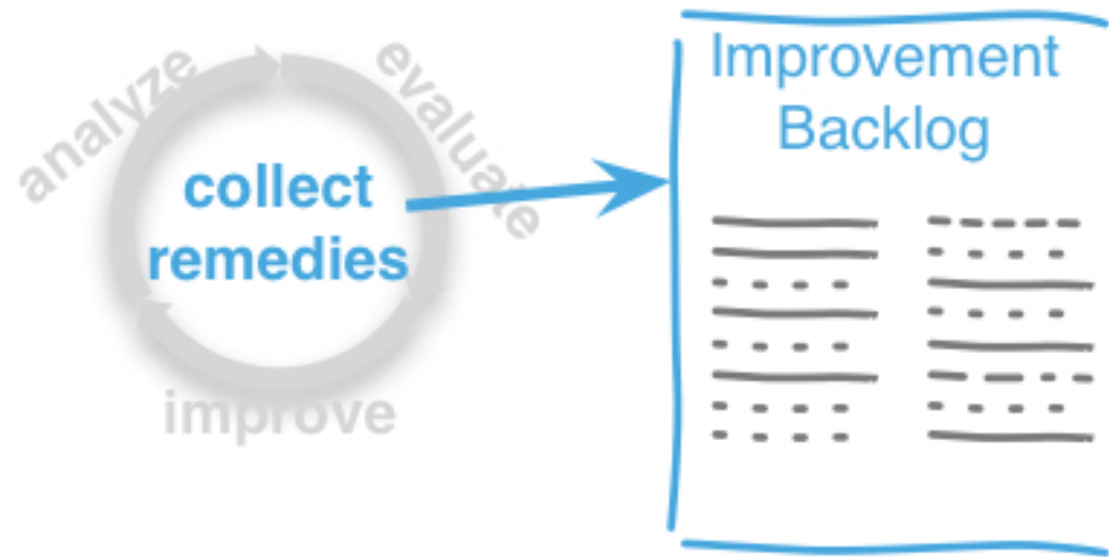 analyze
evaluate
collect
remedies
improve
Improvement
Backlog